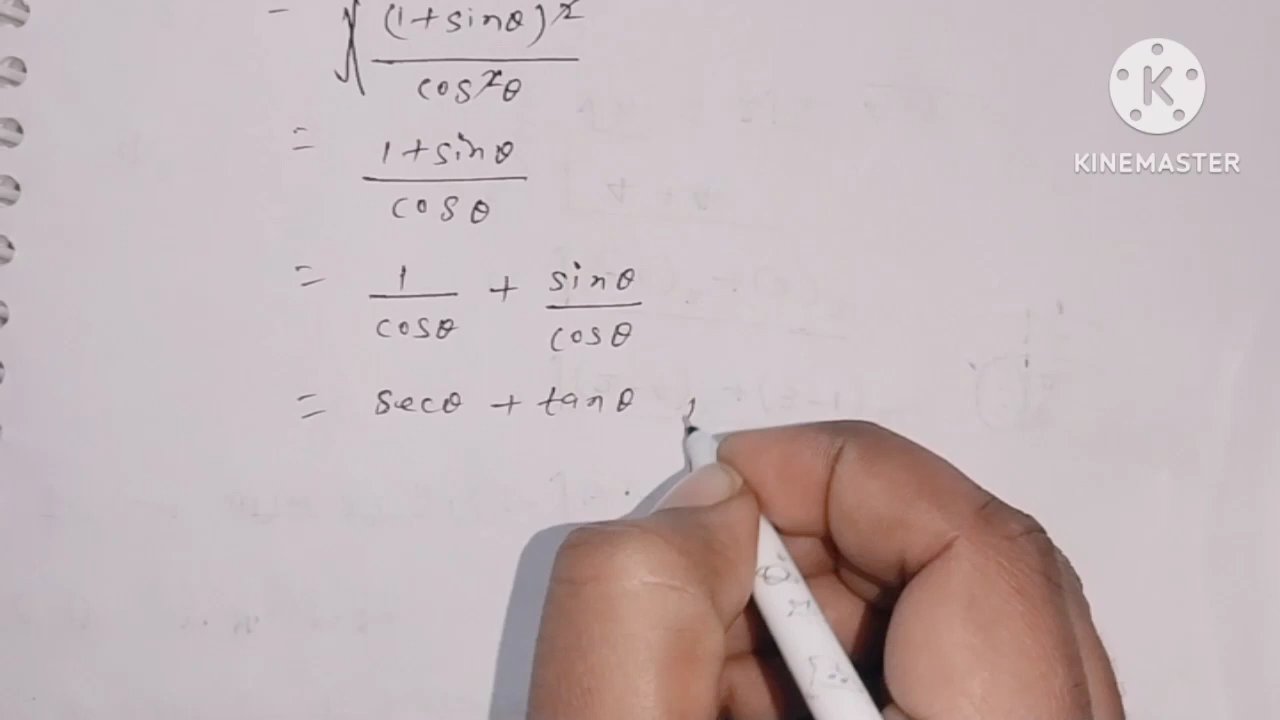 = √((1+sinθ)²/cos²θ)
= (1+sinθ)/cosθ
= 1/cosθ + sinθ/cosθ
= secθ + tanθ
K
KINEMASTER